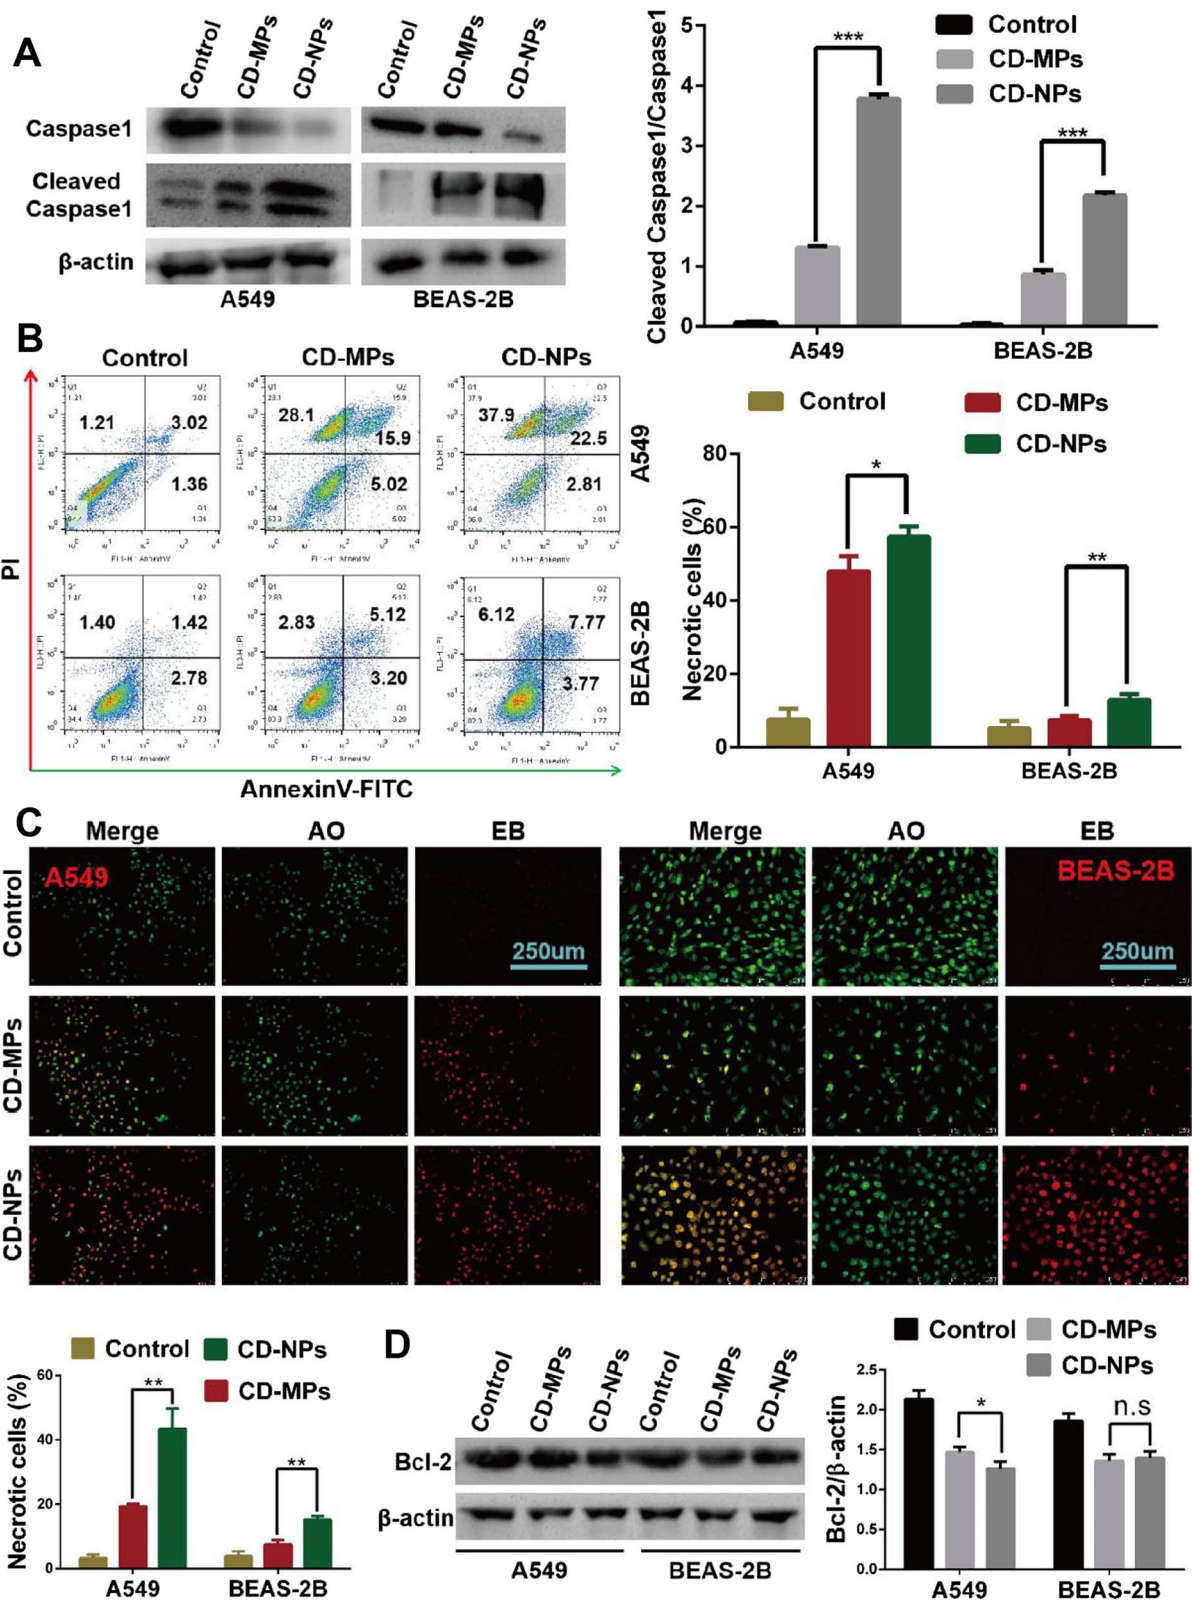 A
Control
CD-MPs
CD-NPs
Control
CD-MPs
CD-NPs
Caspase1
Cleaved
Caspase1
β-actin
A549
BEAS-2B
Cleaved Caspase1/Caspase1
5
4
3
2
1
0
***
***
Control
CD-MPs
CD-NPs
A549
BEAS-2B
B
Control
CD-MPs
CD-NPs
1.21
3.02
1.36
28.1
15.9
5.02
37.9
22.5
2.81
A549
1.40
1.42
2.78
2.83
5.12
3.20
6.12
7.77
3.77
BEAS-2B
PI
AnnexinV-FITC
Control
CD-MPs
CD-NPs
Necrotic cells (%)
80
60
40
20
0
*
**
A549
BEAS-2B
C
Merge
AO
EB
Merge
AO
EB
Control
A549
250um
BEAS-2B
250um
CD-MPs
CD-NPs
Control
CD-NPs
CD-MPs
Necrotic cells (%)
60
40
20
0
**
**
A549
BEAS-2B
D
Control
CD-MPs
CD-NPs
Control
CD-MPs
CD-NPs
Bcl-2
β-actin
A549
BEAS-2B
Control
CD-MPs
CD-NPs
Bcl-2/β-actin
2.5
2.0
1.5
1.0
0.5
0.0
*
n.s
A549
BEAS-2B